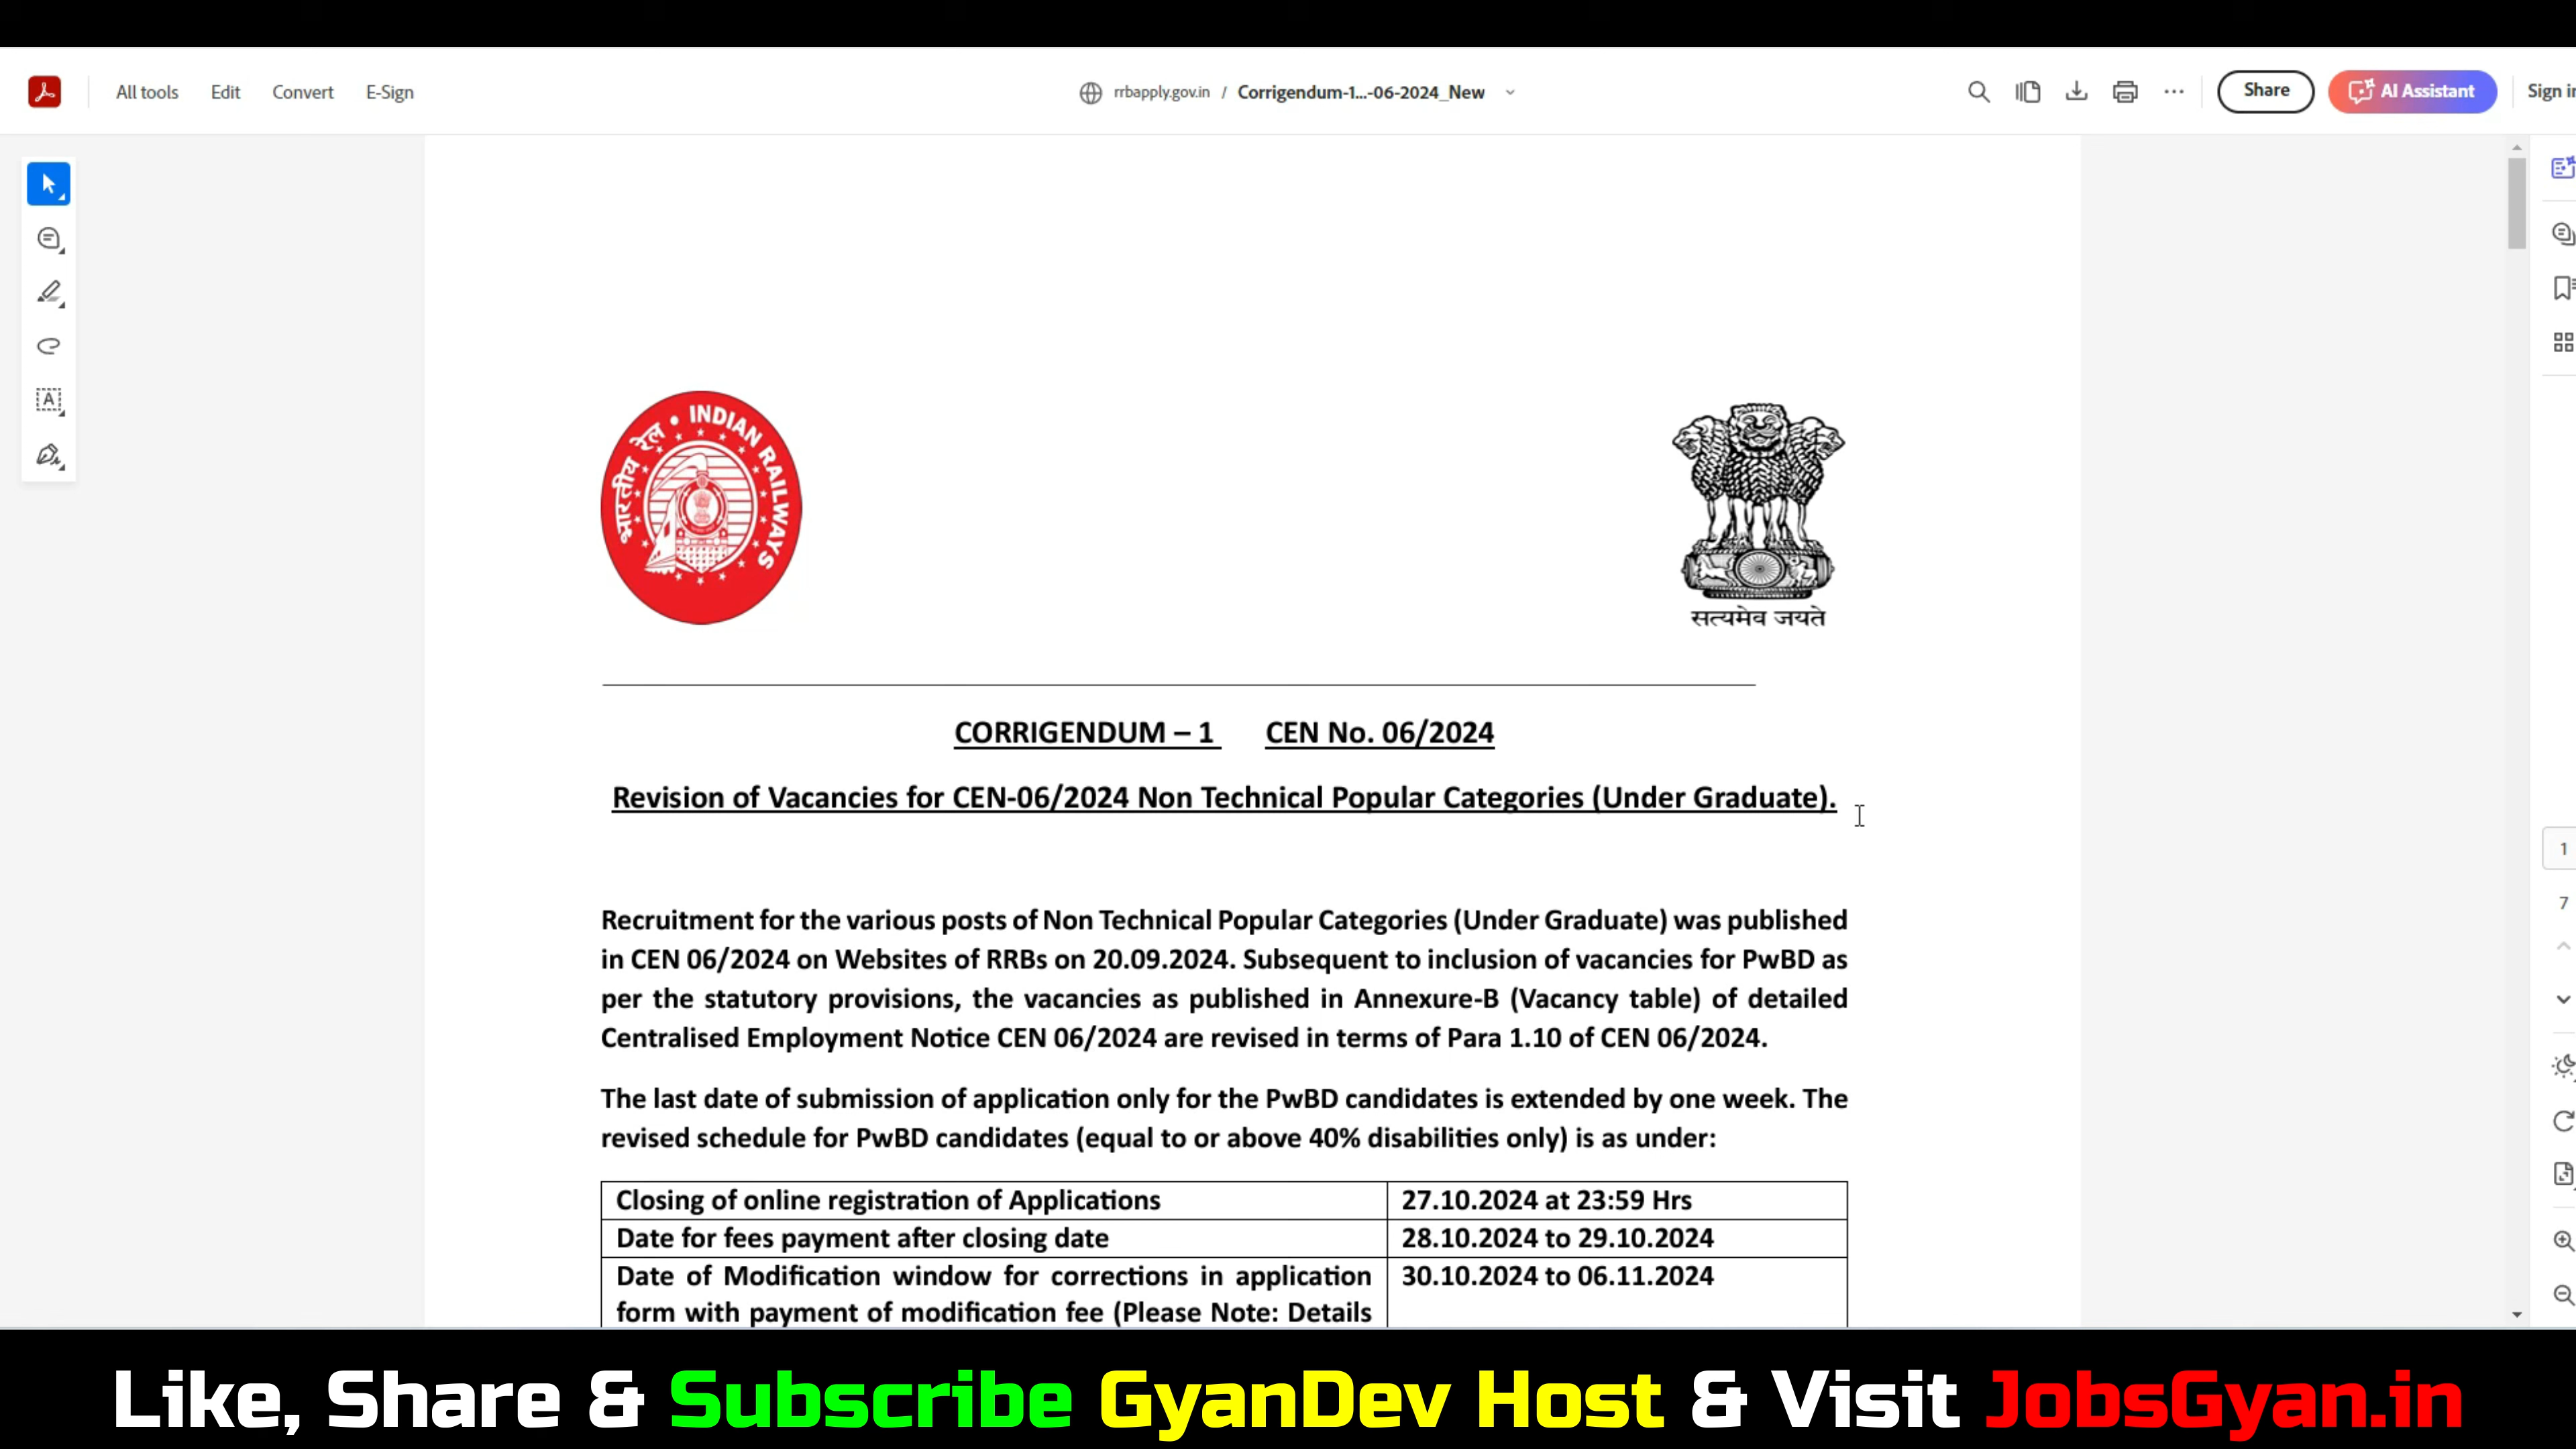 All tools Edit Convert E-Sign rrbapply.gov.in / Corrigendum-1...-06-2024_New Share AI Assistant Sign in
भारतीय रेल • INDIAN RAILWAYS
सत्यमेव जयते
CORRIGENDUM – 1 CEN No. 06/2024
Revision of Vacancies for CEN-06/2024 Non Technical Popular Categories (Under Graduate).
Recruitment for the various posts of Non Technical Popular Categories (Under Graduate) was published
in CEN 06/2024 on Websites of RRBs on 20.09.2024. Subsequent to inclusion of vacancies for PwBD as
per the statutory provisions, the vacancies as published in Annexure-B (Vacancy table) of detailed
Centralised Employment Notice CEN 06/2024 are revised in terms of Para 1.10 of CEN 06/2024.
The last date of submission of application only for the PwBD candidates is extended by one week. The
revised schedule for PwBD candidates (equal to or above 40% disabilities only) is as under:
Closing of online registration of Applications 27.10.2024 at 23:59 Hrs
Date for fees payment after closing date 28.10.2024 to 29.10.2024
Date of Modification window for corrections in application 30.10.2024 to 06.11.2024
form with payment of modification fee (Please Note: Details
1
7
Like, Share & Subscribe GyanDev Host & Visit JobsGyan.in